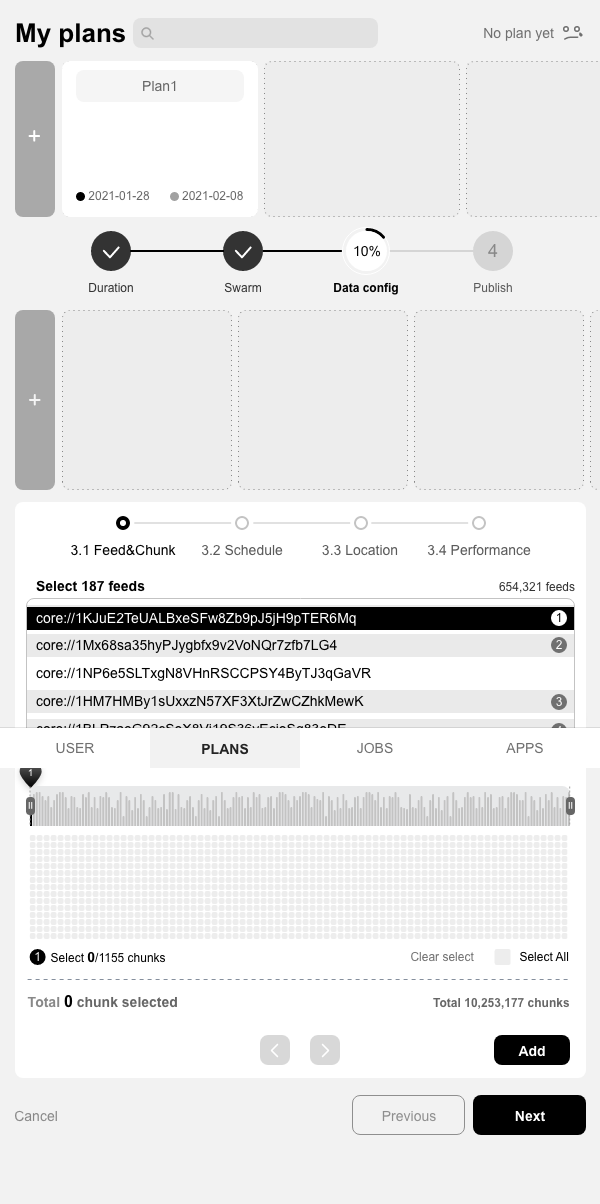 My plans
No plan yet
+
Plan1
2021-01-28
2021-02-08
10%
4
Duration
Swarm
Data config
Publish
+
3.1 Feed&Chunk
3.2 Schedule
3.3 Location
3.4 Performance
Select 187 feeds
654,321 feeds
core://1KJuE2TeUALBxeSFw8Zb9pJ5jH9pTER6Mq
1
core://1Mx68sa35hyPJygbfx9v2VoNQr7zfb7LG4
2
core://1NP6e5SLTxgN8VHnRSCCPSY4ByTJ3qGaVR
core://1HM7HMBy1sUxxzN57XF3XtJrZwCZhkMewK
3
USER
PLANS
JOBS
APPS
1
1
Select 0/1155 chunks
Clear select
Select All
Total 0 chunk selected
Total 10,253,177 chunks
Add
Cancel
Previous
Next